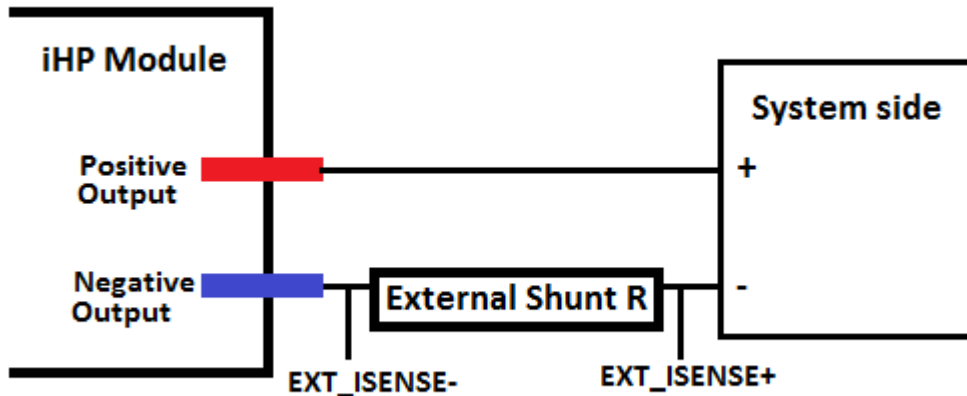 iHP Module
System side
Positive
Output
+
Negative
Output
External Shunt R
-
EXT_ISENSE-
EXT_ISENSE+